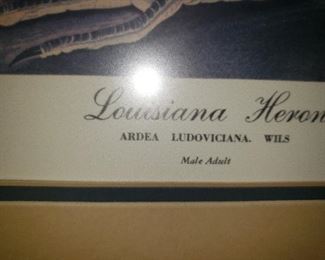 Louisiana Heron
ARDEA LUDOVICIANA. WILS
Male Adult